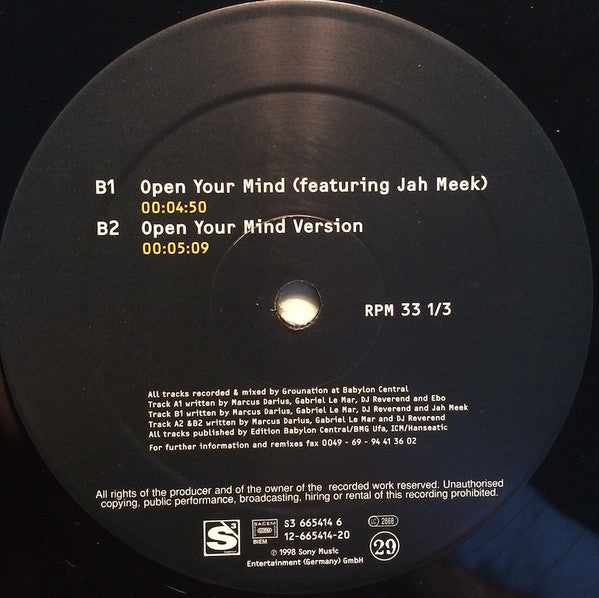 B1 Open Your Mind (featuring Jah Meek)
00:04:50
B2 Open Your Mind Version
00:05:09
RPM 33 1/3
All tracks recorded & mixed by Grounation at Babylon Central
Track A1 written by Marcus Darius, Gabriel Le Mar, DJ Reverend and Ebo
Track B1 written by Marcus Darius, Gabriel Le Mar, DJ Reverend and Jah Meek
Track A2 &B2 written by Marcus Darius, Gabriel Le Mar and DJ Reverend
All tracks published by Edition Babylon Central/BMG Ufa, ICM/Hanseatic
For further information and remixes fax 0049 - 69 - 94 41 36 02
All rights of the producer and of the owner of the recorded work reserved. Unauthorised
copying, public performance, broadcasting, hiring or rental of this recording prohibited.
S3
SACEM
BIEM
S3 665414 6
12-665414-20
LC 2868
29
℗ 1998 Sony Music
Entertainment (Germany) GmbH